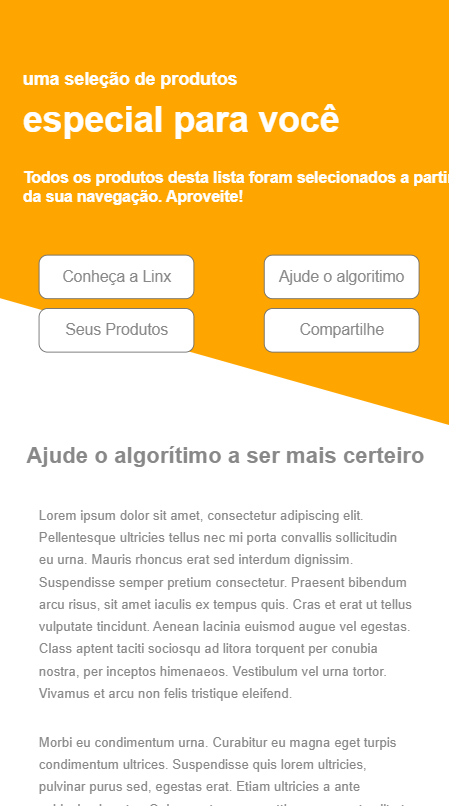 uma seleção de produtos
especial para você
Todos os produtos desta lista foram selecionados a parti
da sua navegação. Aproveite!
Conheça a Linx
Ajude o algoritimo
Seus Produtos
Compartilhe
Ajude o algorítimo a ser mais certeiro
Lorem ipsum dolor sit amet, consectetur adipiscing elit.
Pellentesque ultricies tellus nec mi porta convallis sollicitudin
eu urna. Mauris rhoncus erat sed interdum dignissim.
Suspendisse semper pretium consectetur. Praesent bibendum
arcu risus, sit amet iaculis ex tempus quis. Cras et erat ut tellus
vulputate tincidunt. Aenean lacinia euismod augue vel egestas.
Class aptent taciti sociosqu ad litora torquent per conubia
nostra, per inceptos himenaeos. Vestibulum vel urna tortor.
Vivamus et arcu non felis tristique eleifend.
Morbi eu condimentum urna. Curabitur eu magna eget turpis
condimentum ultrices. Suspendisse quis lorem ultricies,
pulvinar purus sed, egestas erat. Etiam ultricies a ante